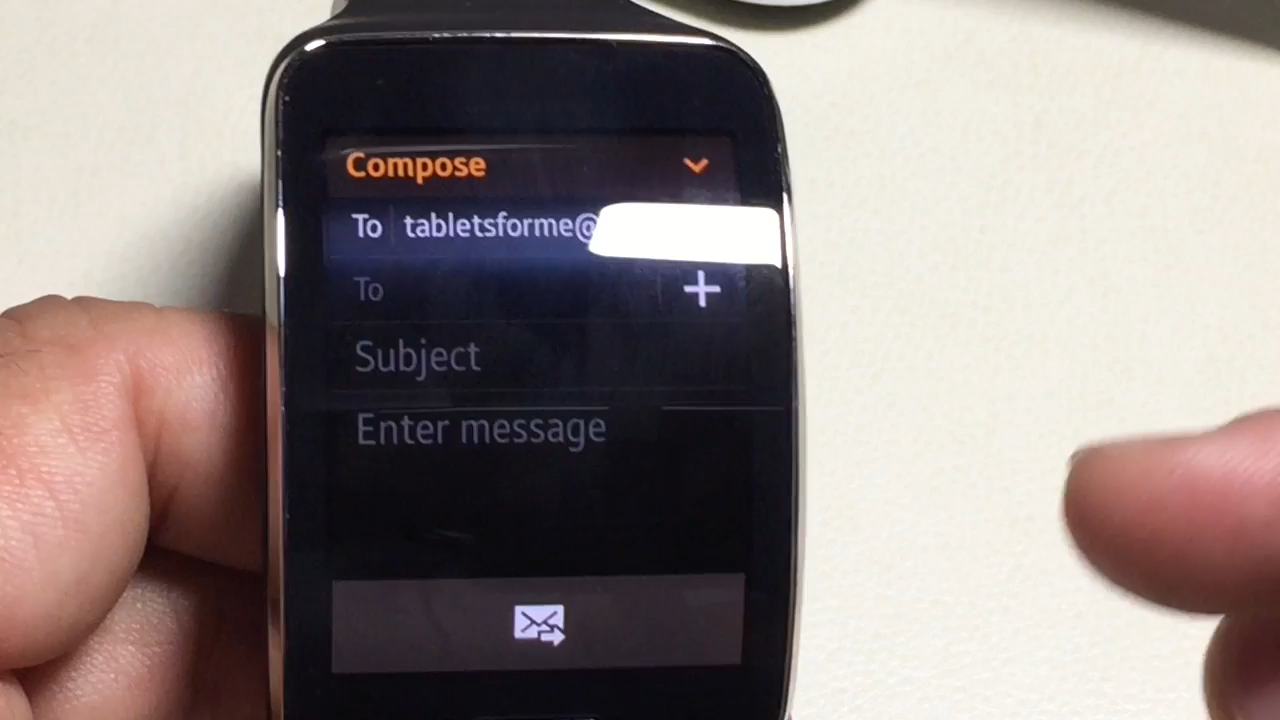 Compose
To tabletsforme@
To
Subject
Enter message